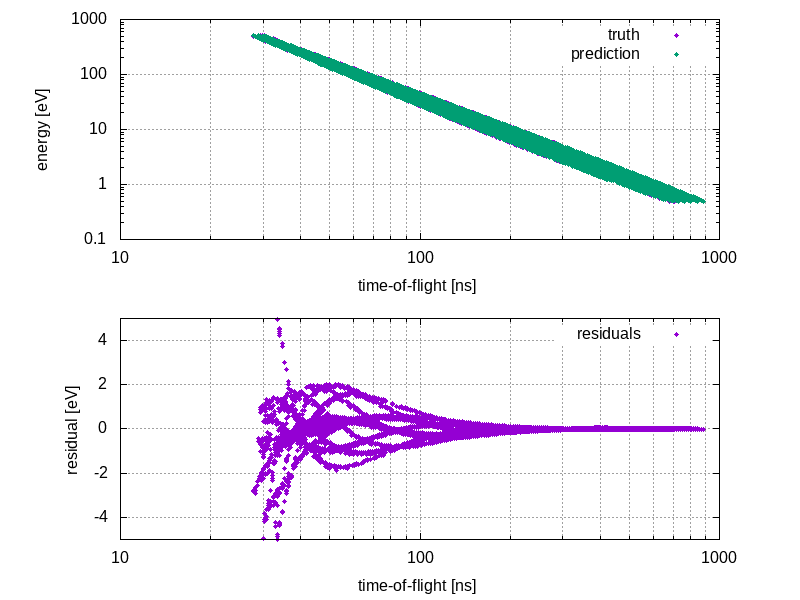 1000
100
10
1
0.1
energy [eV]
truth
prediction
10
100
1000
time-of-flight [ns]
4
2
0
-2
-4
residual [eV]
residuals
10
100
1000
time-of-flight [ns]